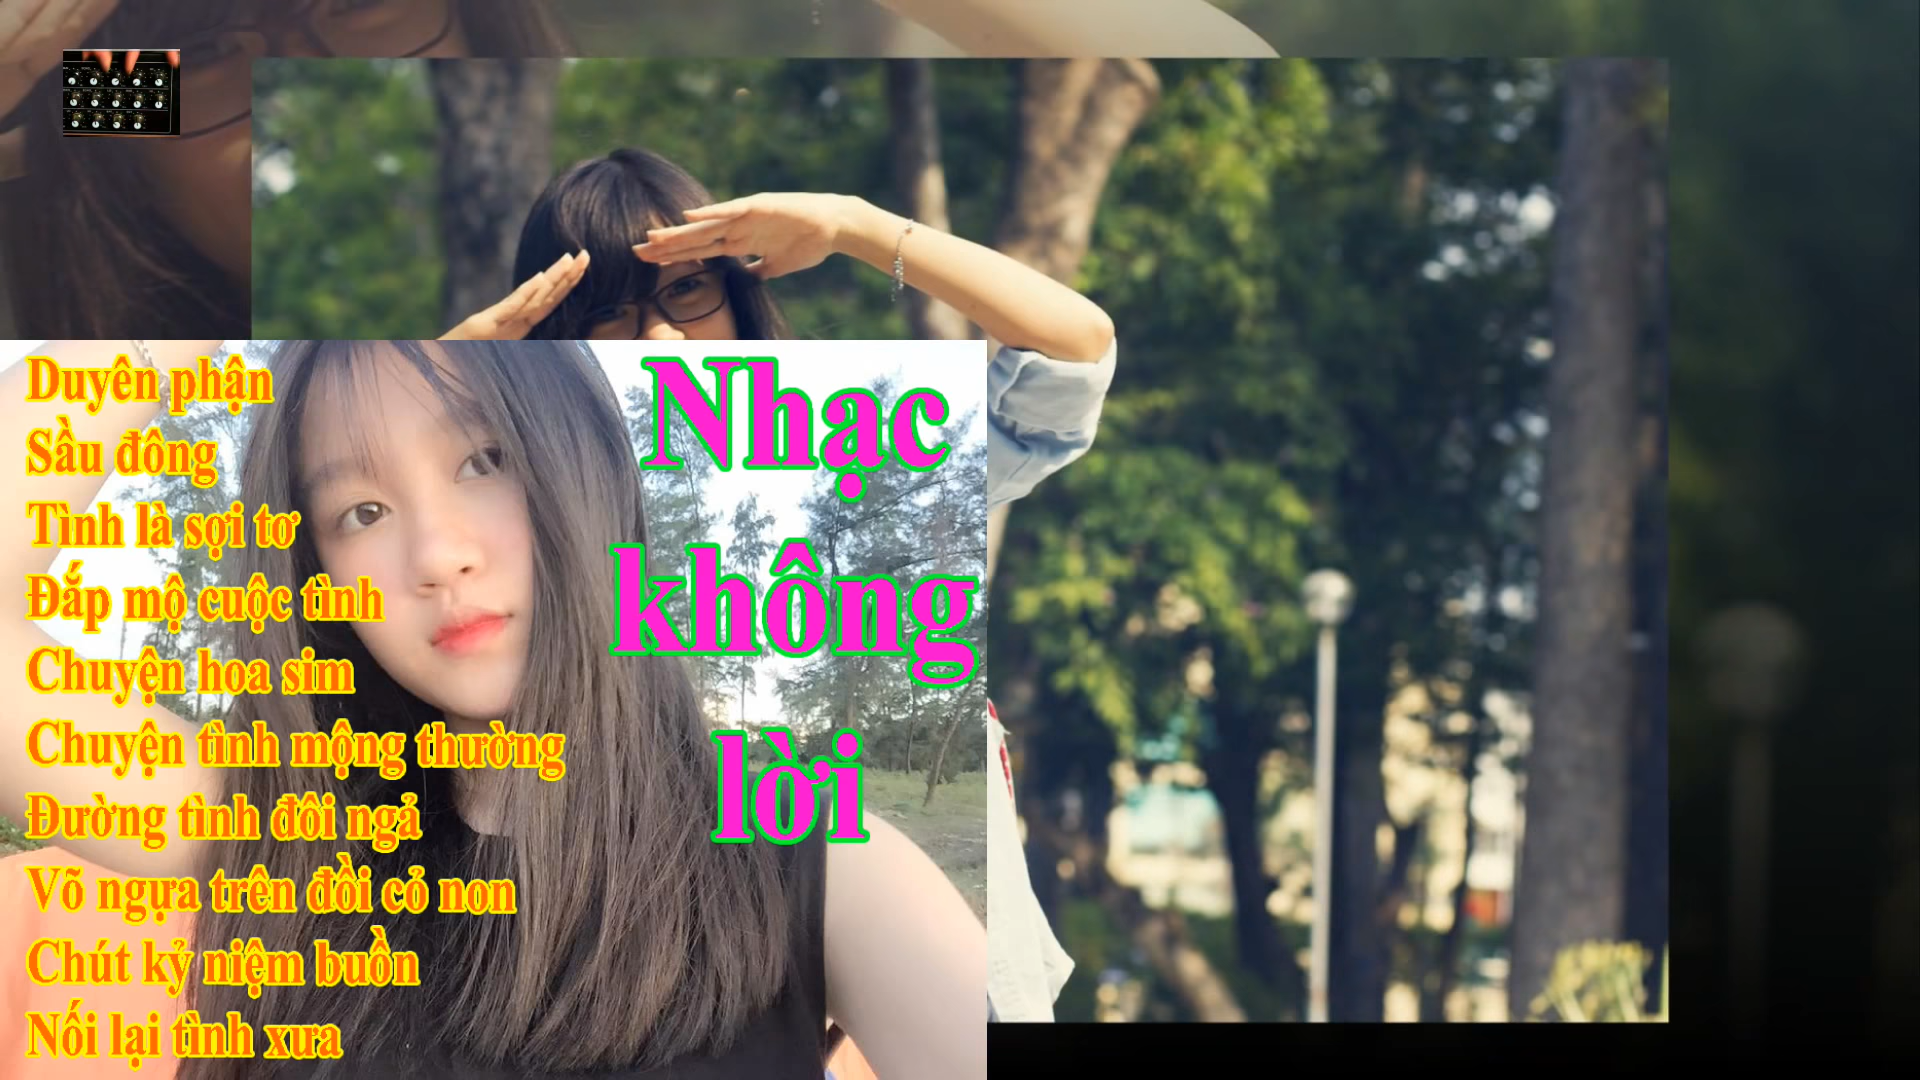 Duyên phận
Sầu đông
Tình là sợi tơ
Đắp mộ cuộc tình
Chuyện hoa sim
Chuyện tình mộng thường
Đường tình đôi ngả
Võ ngựa trên đồi cỏ non
Chút kỷ niệm buồn
Nối lại tình xưa
Nhạc
không
lời